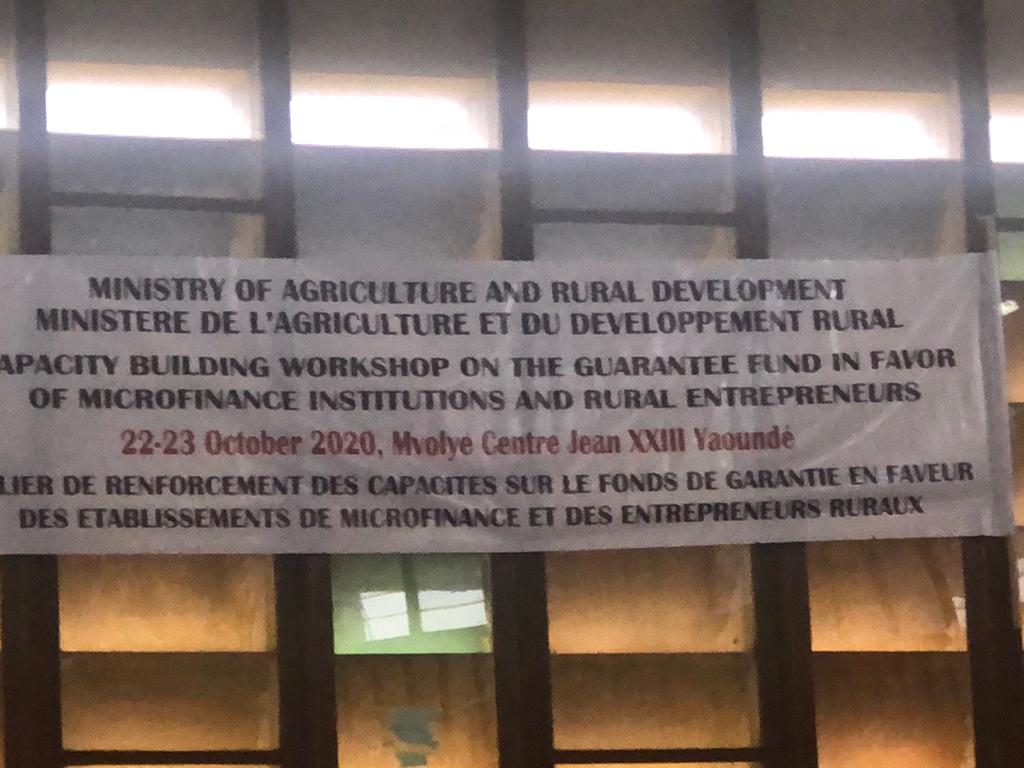 MINISTRY OF AGRICULTURE AND RURAL DEVELOPMENT
MINISTERE DE L'AGRICULTURE ET DU DEVELOPPEMENT RURAL
APACITY BUILDING WORKSHOP ON THE GUARANTEE FUND IN FAVOR
OF MICROFINANCE INSTITUTIONS AND RURAL ENTREPRENEURS
22-23 October 2020, Mvolye Centre Jean XXIII Yaoundé
LIER DE RENFORCEMENT DES CAPACITES SUR LE FONDS DE GARANTIE EN FAVEUR
DES ETABLISSEMENTS DE MICROFINANCE ET DES ENTREPRENEURS RURAUX